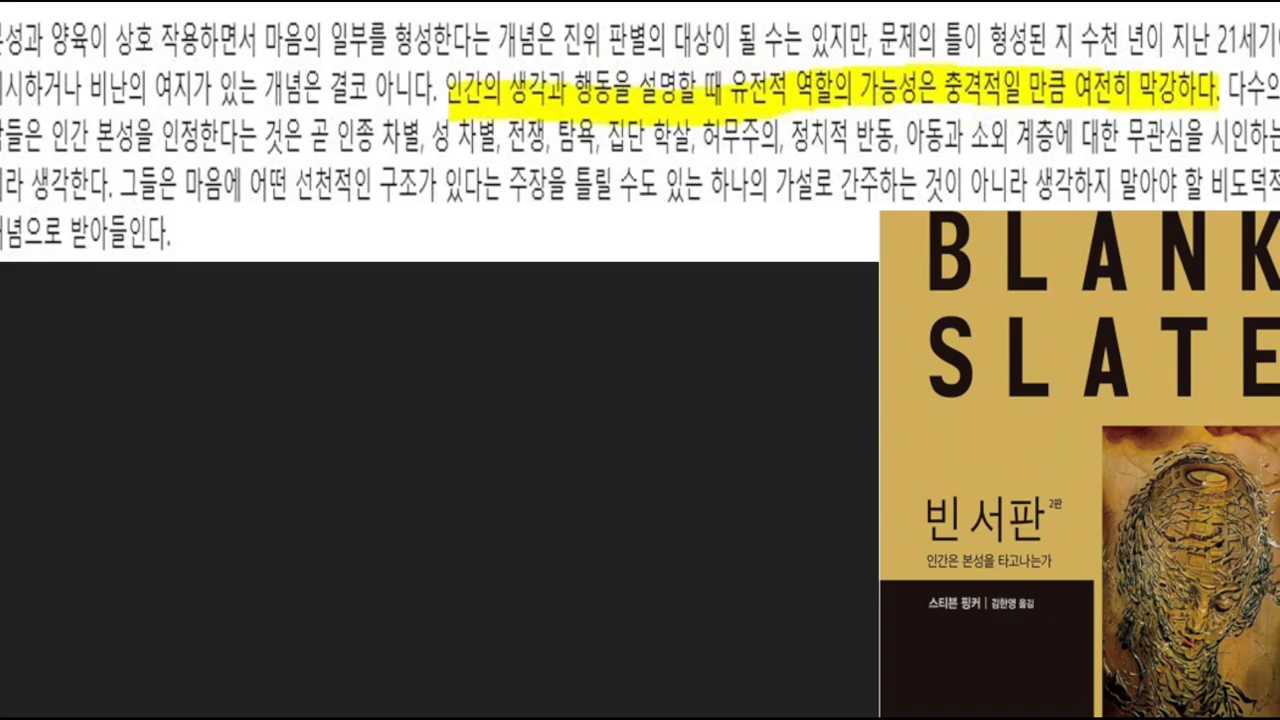 본성과 양육이 상호 작용하면서 마음의 일부를 형성한다는 개념은 진위 판별의 대상이 될 수는 있지만, 문제의 틀이 형성된 지 수천 년이 지난 21세기
시하거나 비난의 여지가 있는 개념은 결코 아니다. 인간의 생각과 행동을 설명할 때 유전적 역할의 가능성은 충격적일 만큼 여전히 막강하다. 다수의
들은 인간 본성을 인정한다는 것은 곧 인종 차별, 성 차별, 전쟁, 탐욕, 집단 학살, 허무주의, 정치적 반동, 아동과 소외 계층에 대한 무관심을 시인하는
라 생각한다. 그들은 마음에 어떤 선천적인 구조가 있다는 주장을 틀릴 수도 있는 하나의 가설로 간주하는 것이 아니라 생각하지 말아야 할 비도덕적
념으로 받아들인다.
BLANK
SLATE
빈 서판 2판
인간은 본성을 타고나는가
스티븐 핑커 | 김한영 옮김